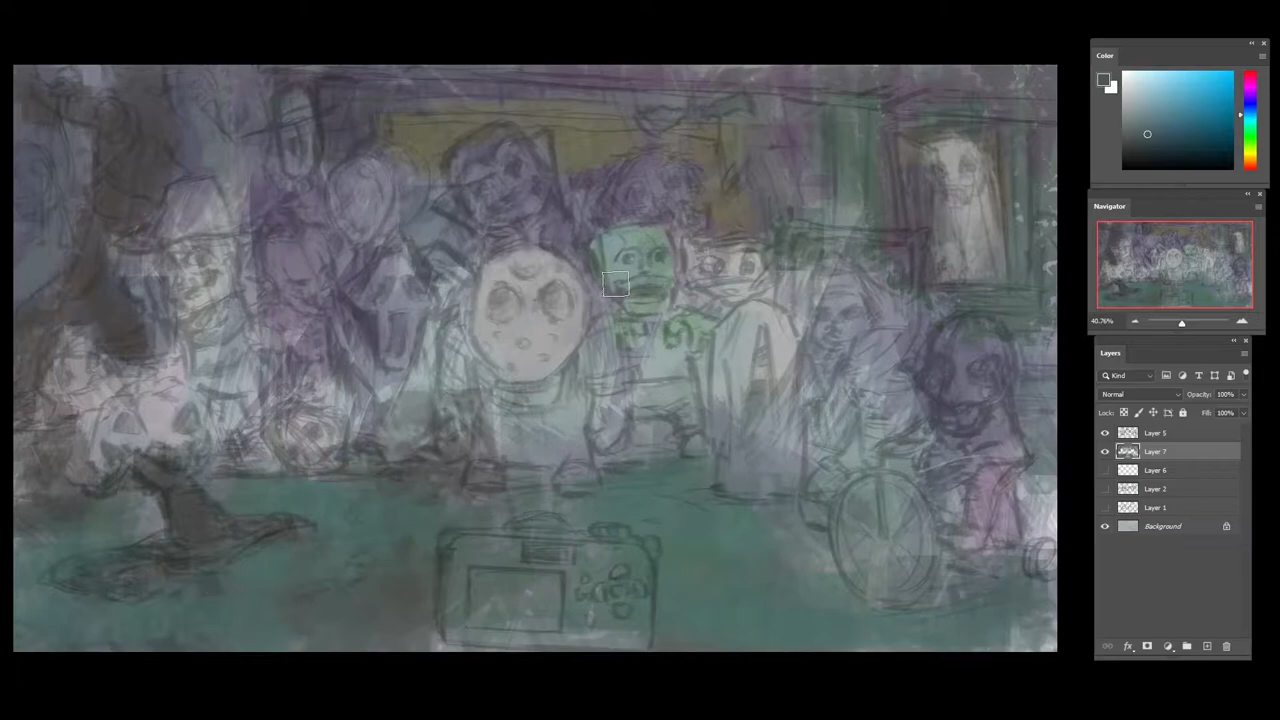 Color
Navigator
40.76%
Layers
Kind
Normal Opacity: 100%
Lock: Fill: 100%
Layer 5
Layer 7
Layer 6
Layer 2
Layer 1
Background
fx